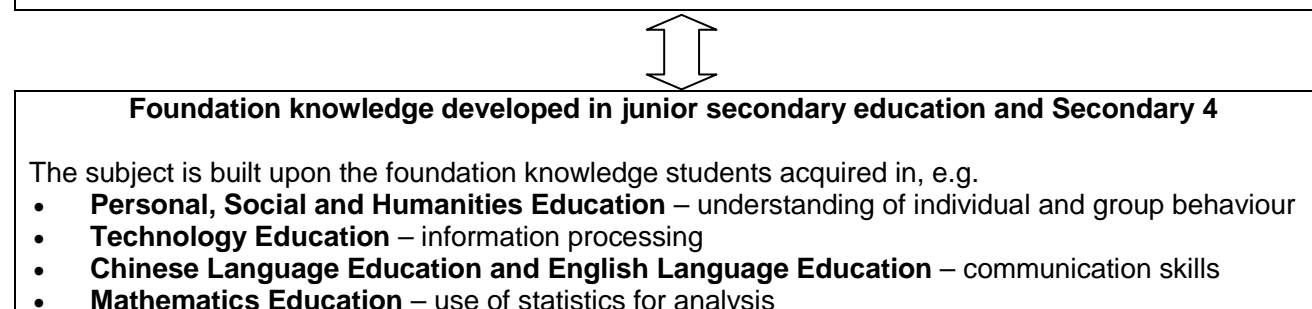 Foundation knowledge developed in junior secondary education and Secondary 4
The subject is built upon the foundation knowledge students acquired in, e.g.
• Personal, Social and Humanities Education – understanding of individual and group behaviour
• Technology Education – information processing
• Chinese Language Education and English Language Education – communication skills
• Mathematics Education – use of statistics for analysis